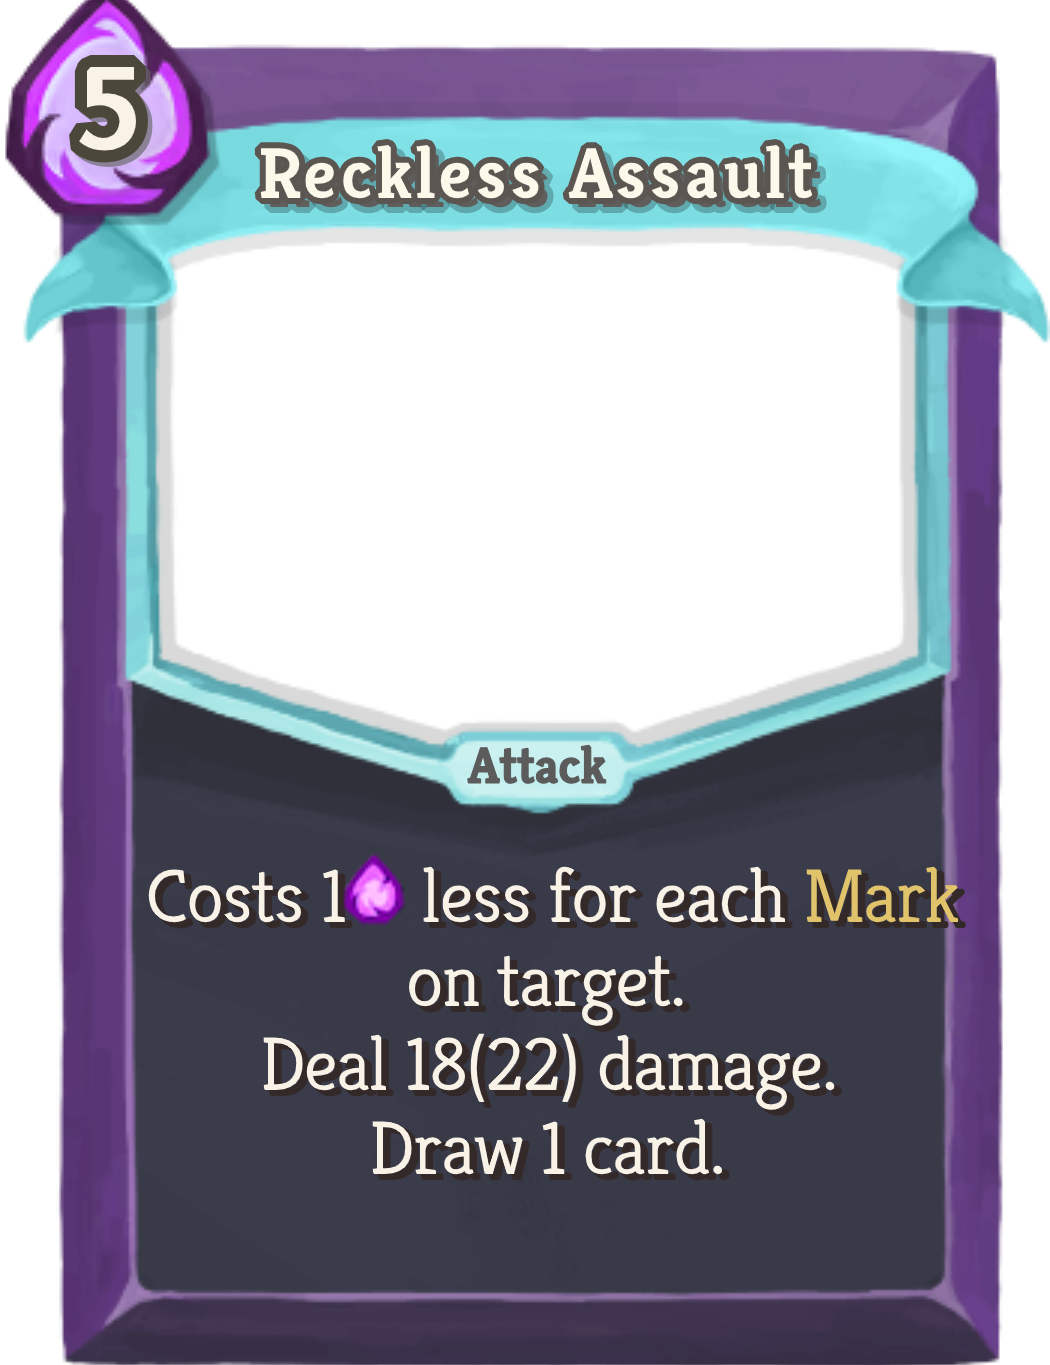 5
Reckless Assault
Attack
Costs 1 less for each Mark
on target.
Deal 18(22) damage.
Draw 1 card.